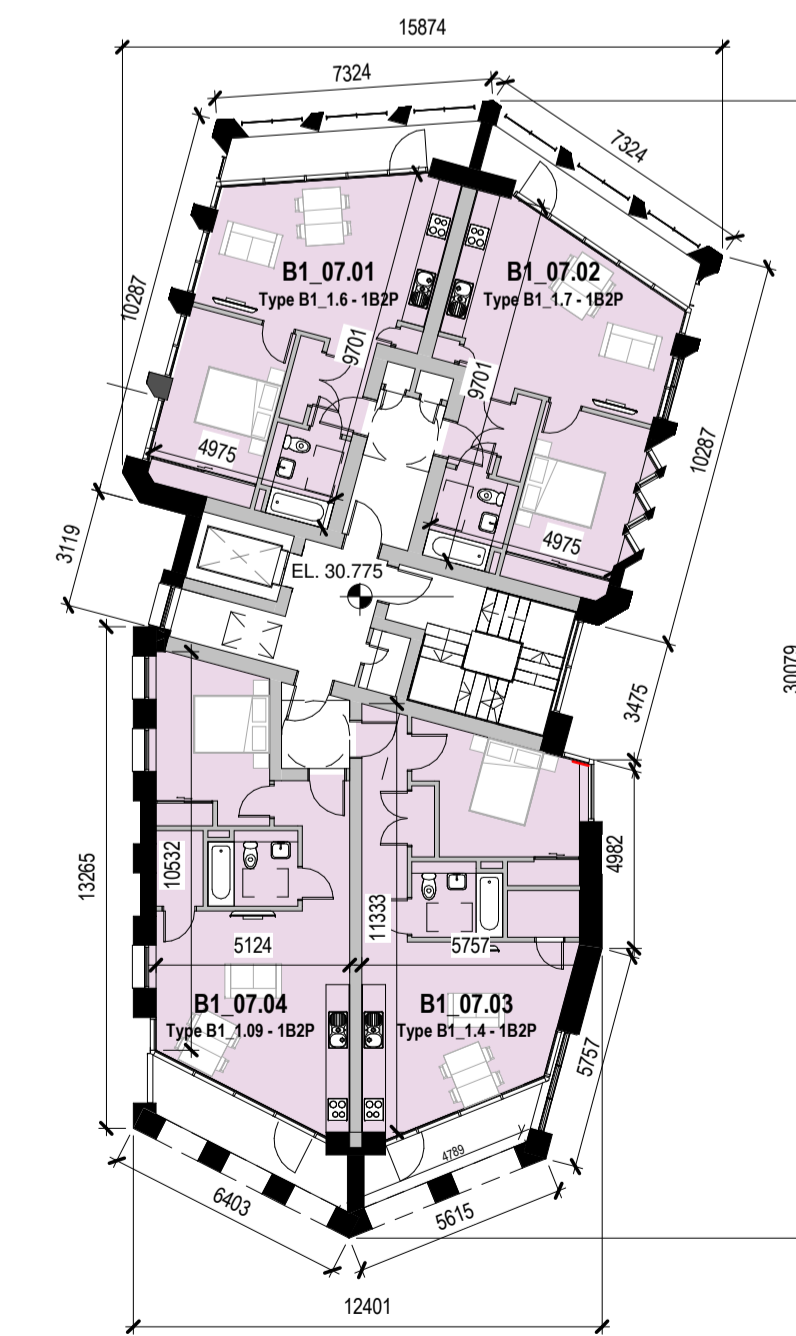 15874
7324
7324
10287
B1_07.01
Type B1_1.6 - 1B2P
B1_07.02
Type B1_1.7 - 1B2P
9701
9701
10287
4975
4975
3119
EL. 30.775
30079
3475
13265
10532
11333
4982
5124
5757
B1_07.04
Type B1_1.09 - 1B2P
B1_07.03
Type B1_1.4 - 1B2P
5757
4789
6403
5615
12401